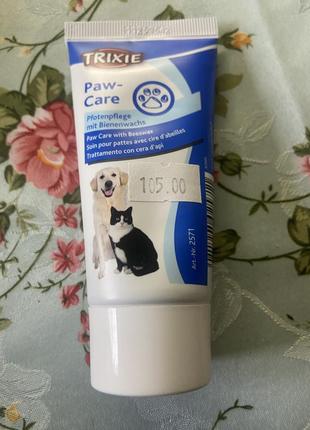 TRIXIE
Paw-
Care
Pfotenpflege
mit Bienenwachs
Paw Care with Beeswax
Soin pour pattes avec cire d'abeilles
Trattamento con cera d'api
105.00
Art.-Nr. 2571